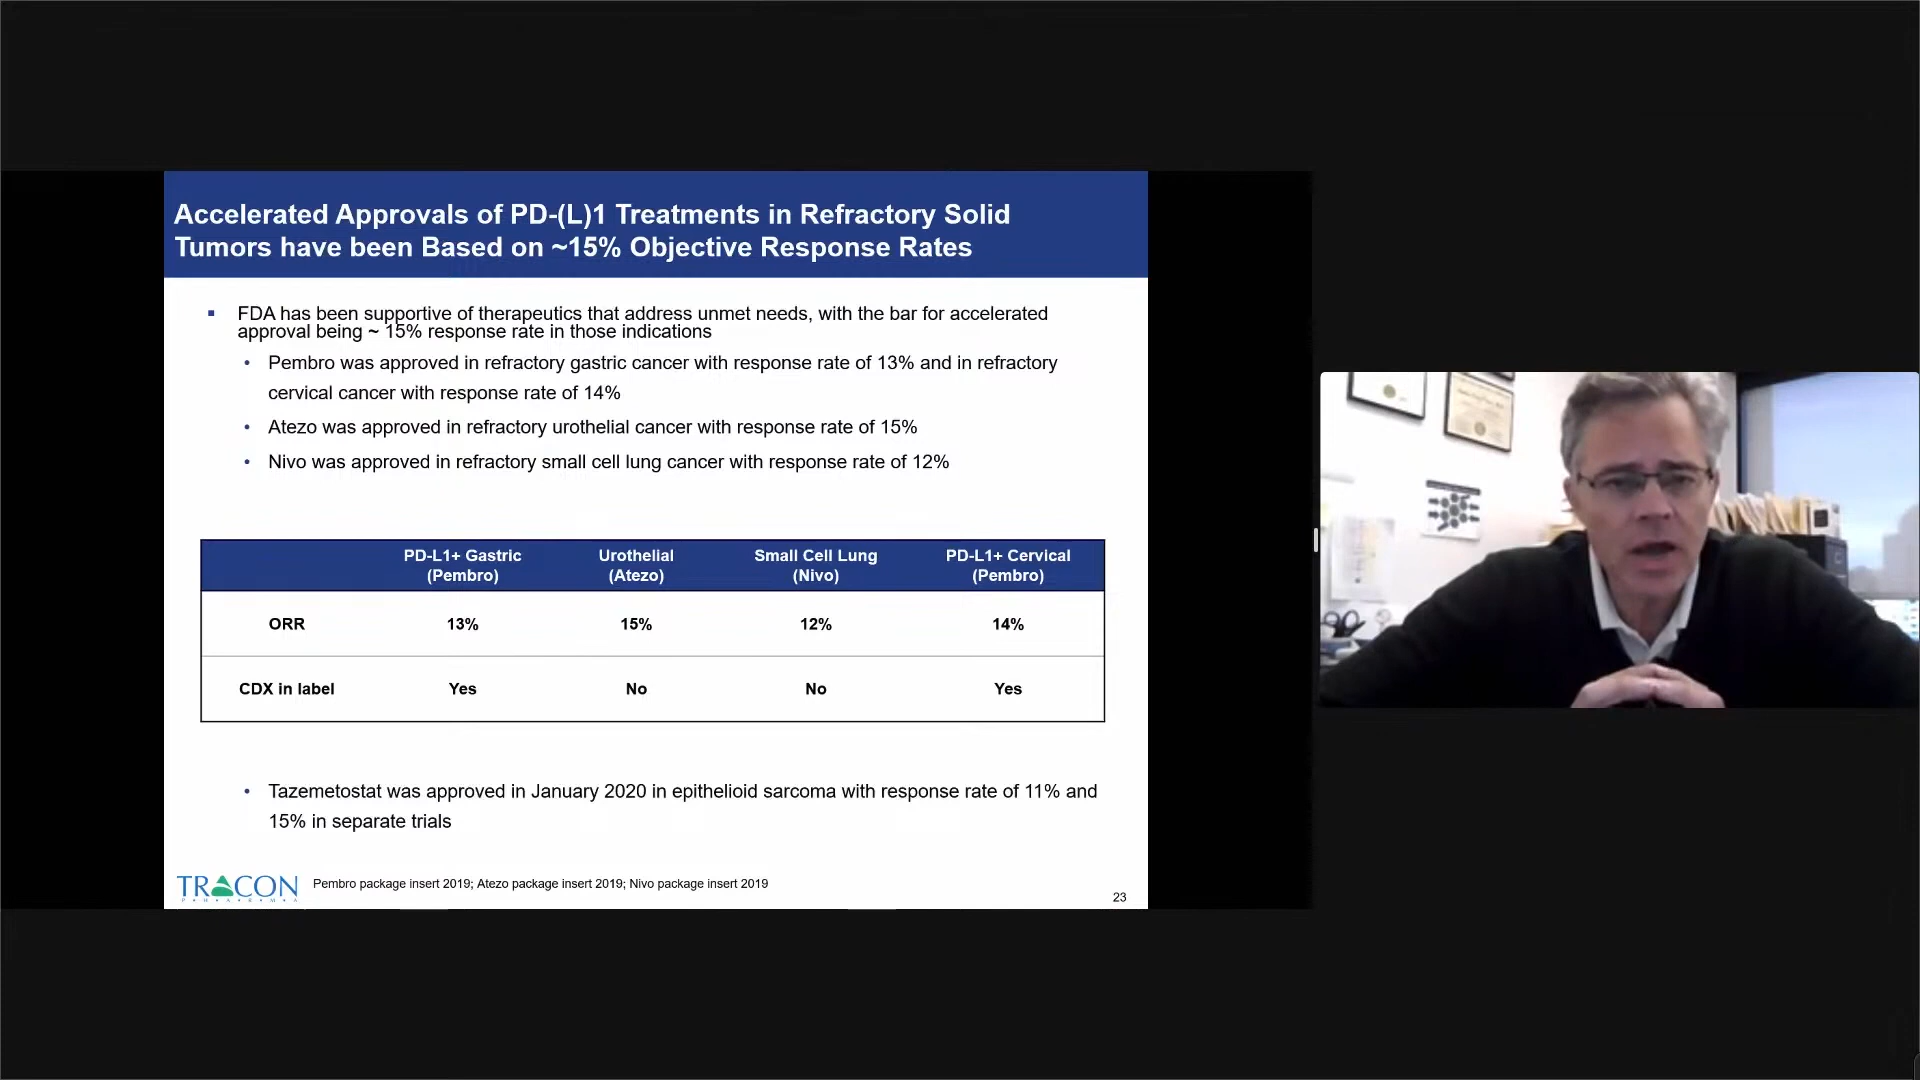 Accelerated Approvals of PD-(L)1 Treatments in Refractory Solid
Tumors have been Based on ~15% Objective Response Rates
▪ FDA has been supportive of therapeutics that address unmet needs, with the bar for accelerated
approval being ~ 15% response rate in those indications
• Pembro was approved in refractory gastric cancer with response rate of 13% and in refractory
cervical cancer with response rate of 14%
• Atezo was approved in refractory urothelial cancer with response rate of 15%
• Nivo was approved in refractory small cell lung cancer with response rate of 12%
PD-L1+ Gastric (Pembro) Urothelial (Atezo) Small Cell Lung (Nivo) PD-L1+ Cervical (Pembro)
ORR 13% 15% 12% 14%
CDX in label Yes No No Yes
• Tazemetostat was approved in January 2020 in epithelioid sarcoma with response rate of 11% and
15% in separate trials
TRACON
PHARMA
Pembro package insert 2019; Atezo package insert 2019; Nivo package insert 2019
23